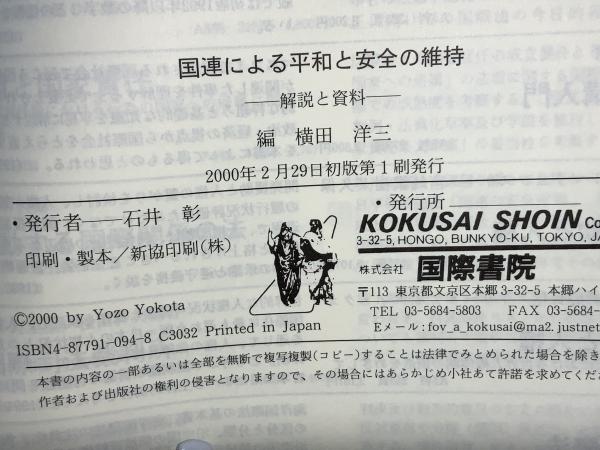 国連による平和と安全の維持
――解説と資料――
編 横田 洋三
2000年2月29日初版第1刷発行
・発行者――石井 彰
・発行所
印刷・製本／新協印刷(株)
KOKUSAI SHOIN Co
3-32-5, HONGO, BUNKYO-KU, TOKYO, JA
株式会社 国際書院
〒113 東京都文京区本郷3-32-5 本郷ハイ
TEL 03-5684-5803 FAX 03-5684-
Eメール:fov_a_kokusai@ma2.justnet
©2000 by Yozo Yokota
ISBN4-87791-094-8 C3032 Printed in Japan
本書の内容の一部あるいは全部を無断で複写複製(コピー)することは法律でみとめられた場合を除き
作者および出版社の権利の侵害となりますので、その場合にはあらかじめ小社あて許諾を求めてくだ